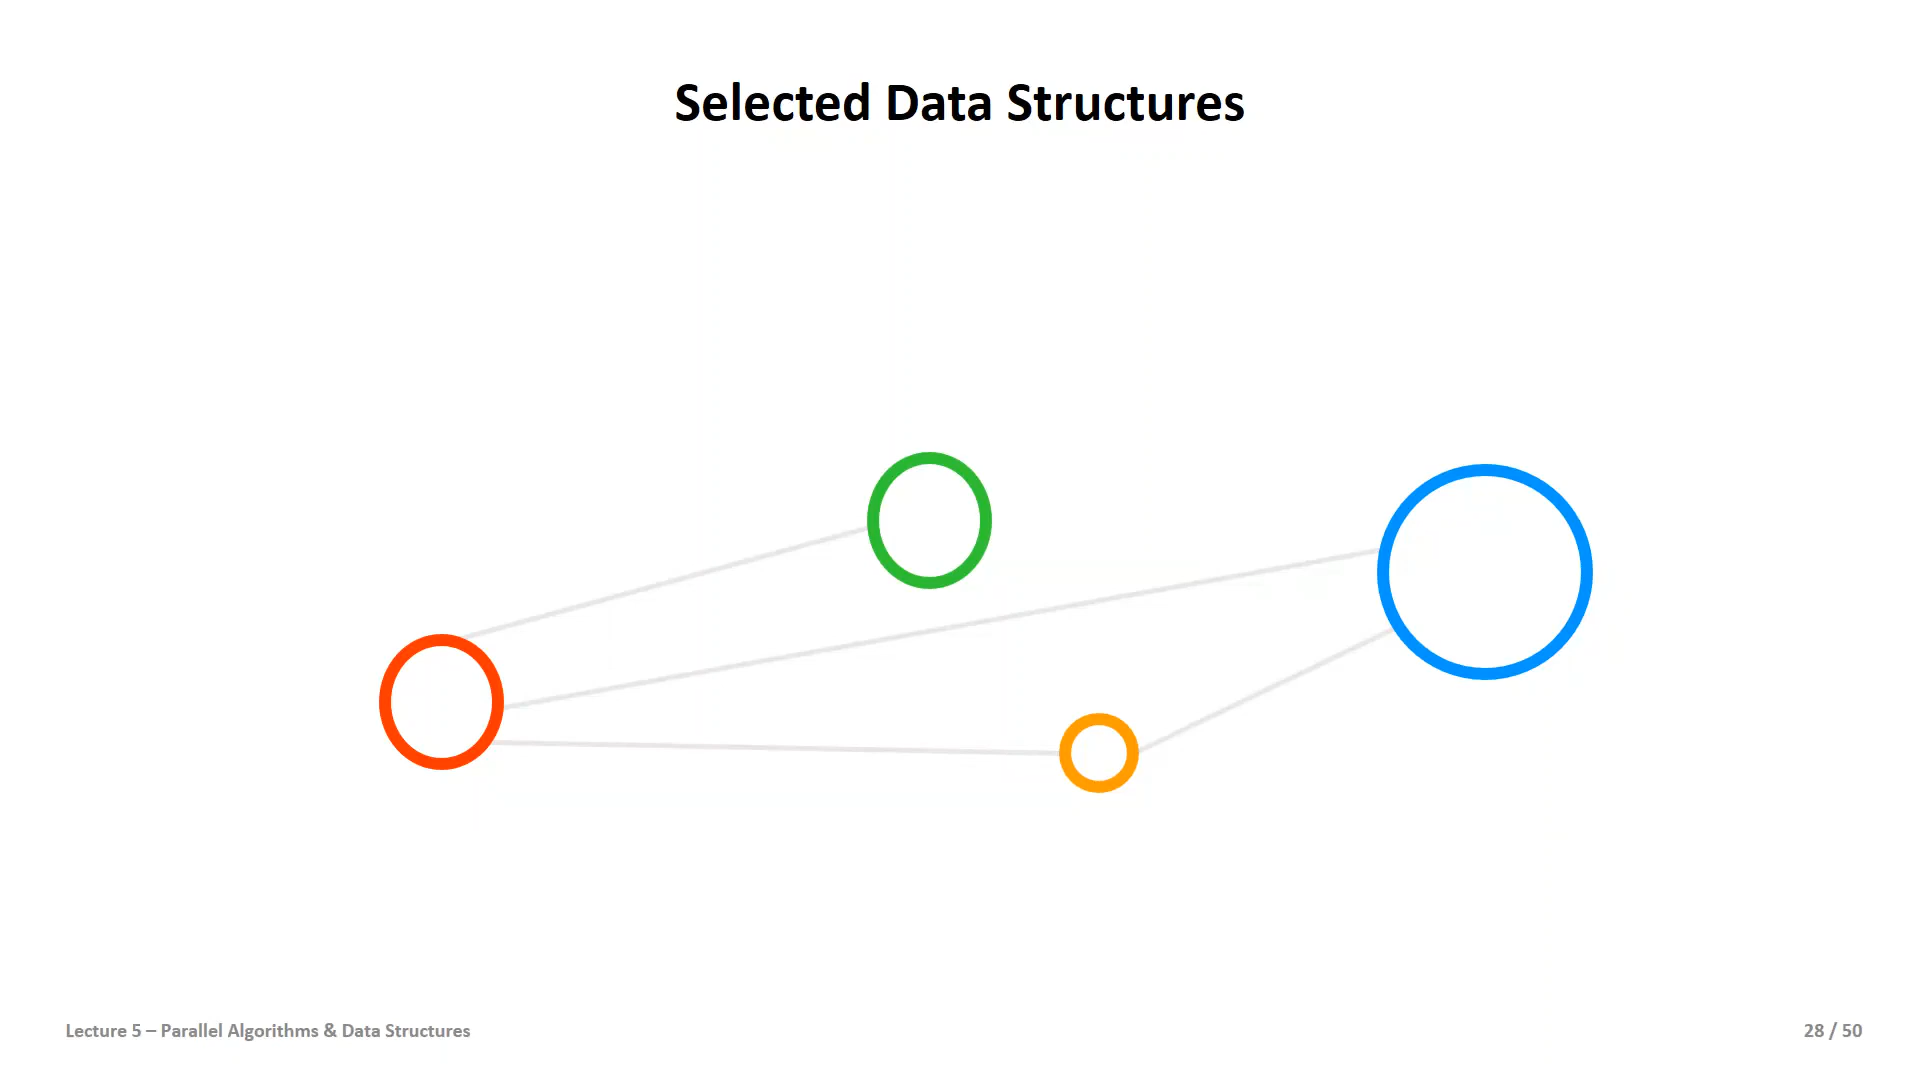 Selected Data Structures
Lecture 5 – Parallel Algorithms & Data Structures
28 / 50